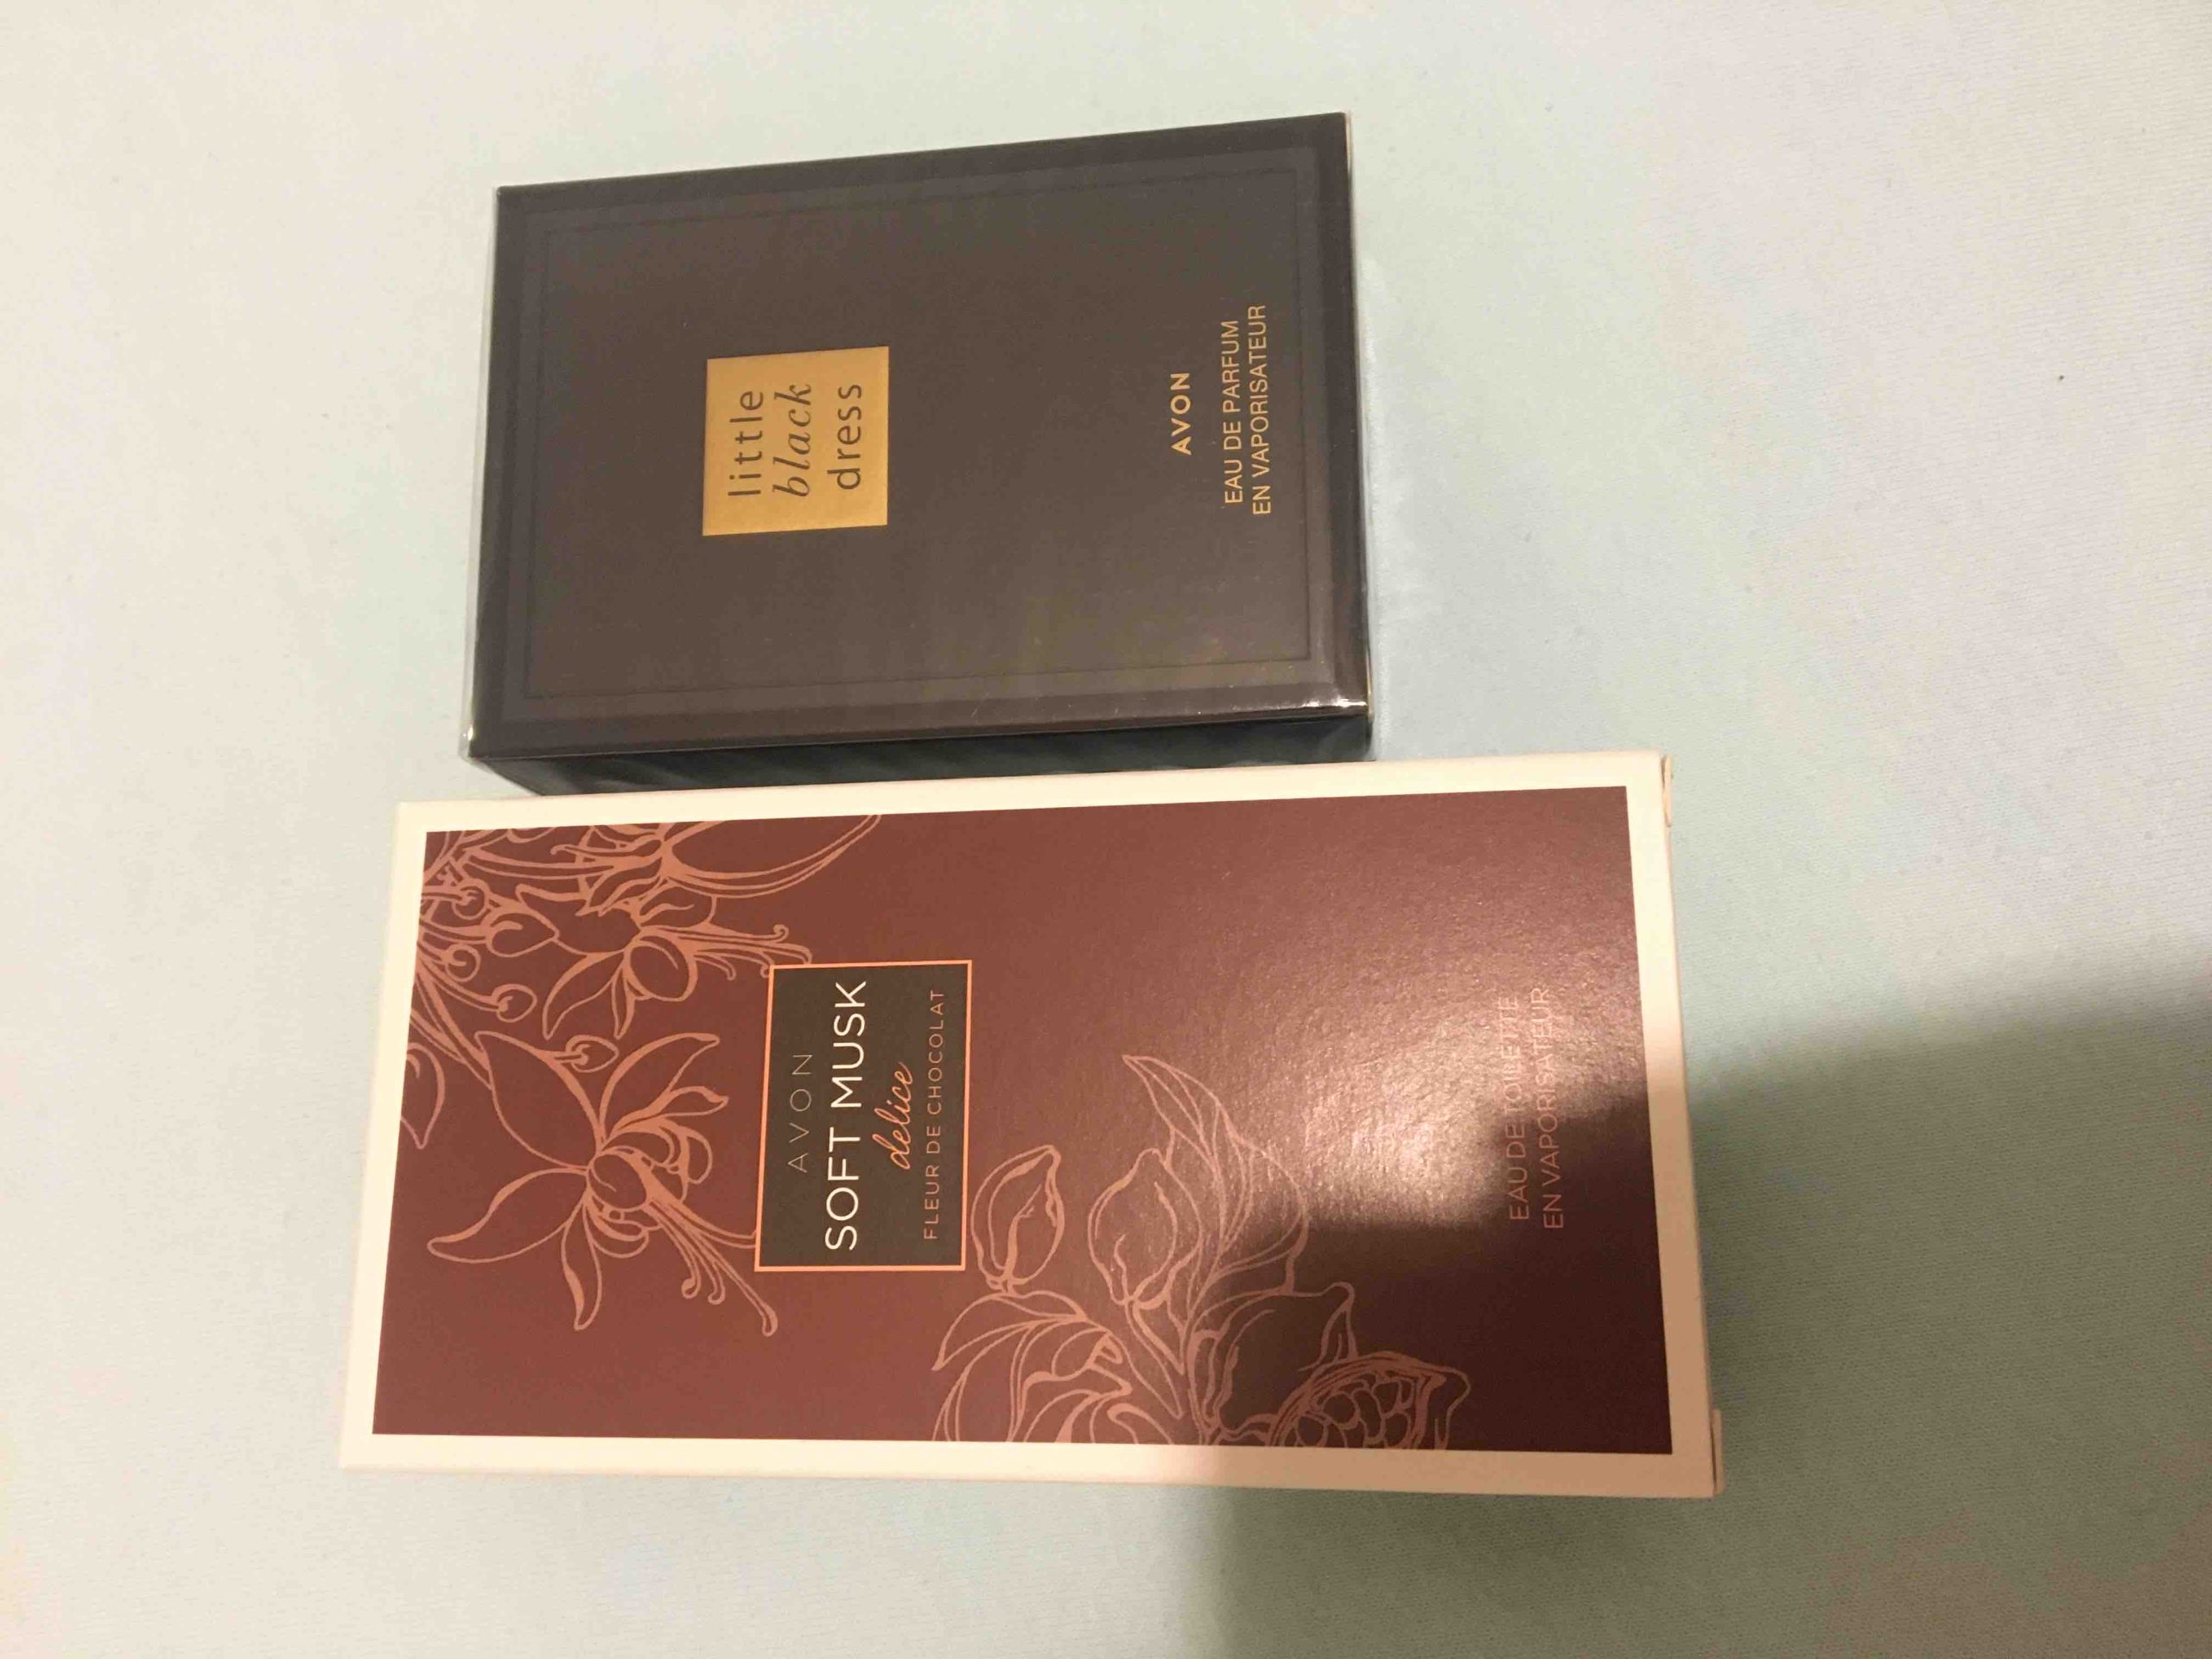 little
black
dress
AVON
EAU DE PARFUM
EN VAPORISATEUR
AVON
SOFT MUSK
delice
FLEUR DE CHOCOLAT
EAU DE TOILETTE
EN VAPORISATEUR